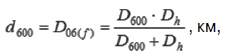 d₆₀₀ = D₀₆₍f₎ = (D₆₀₀ · Dₕ) / (D₆₀₀ + Dₕ), км,